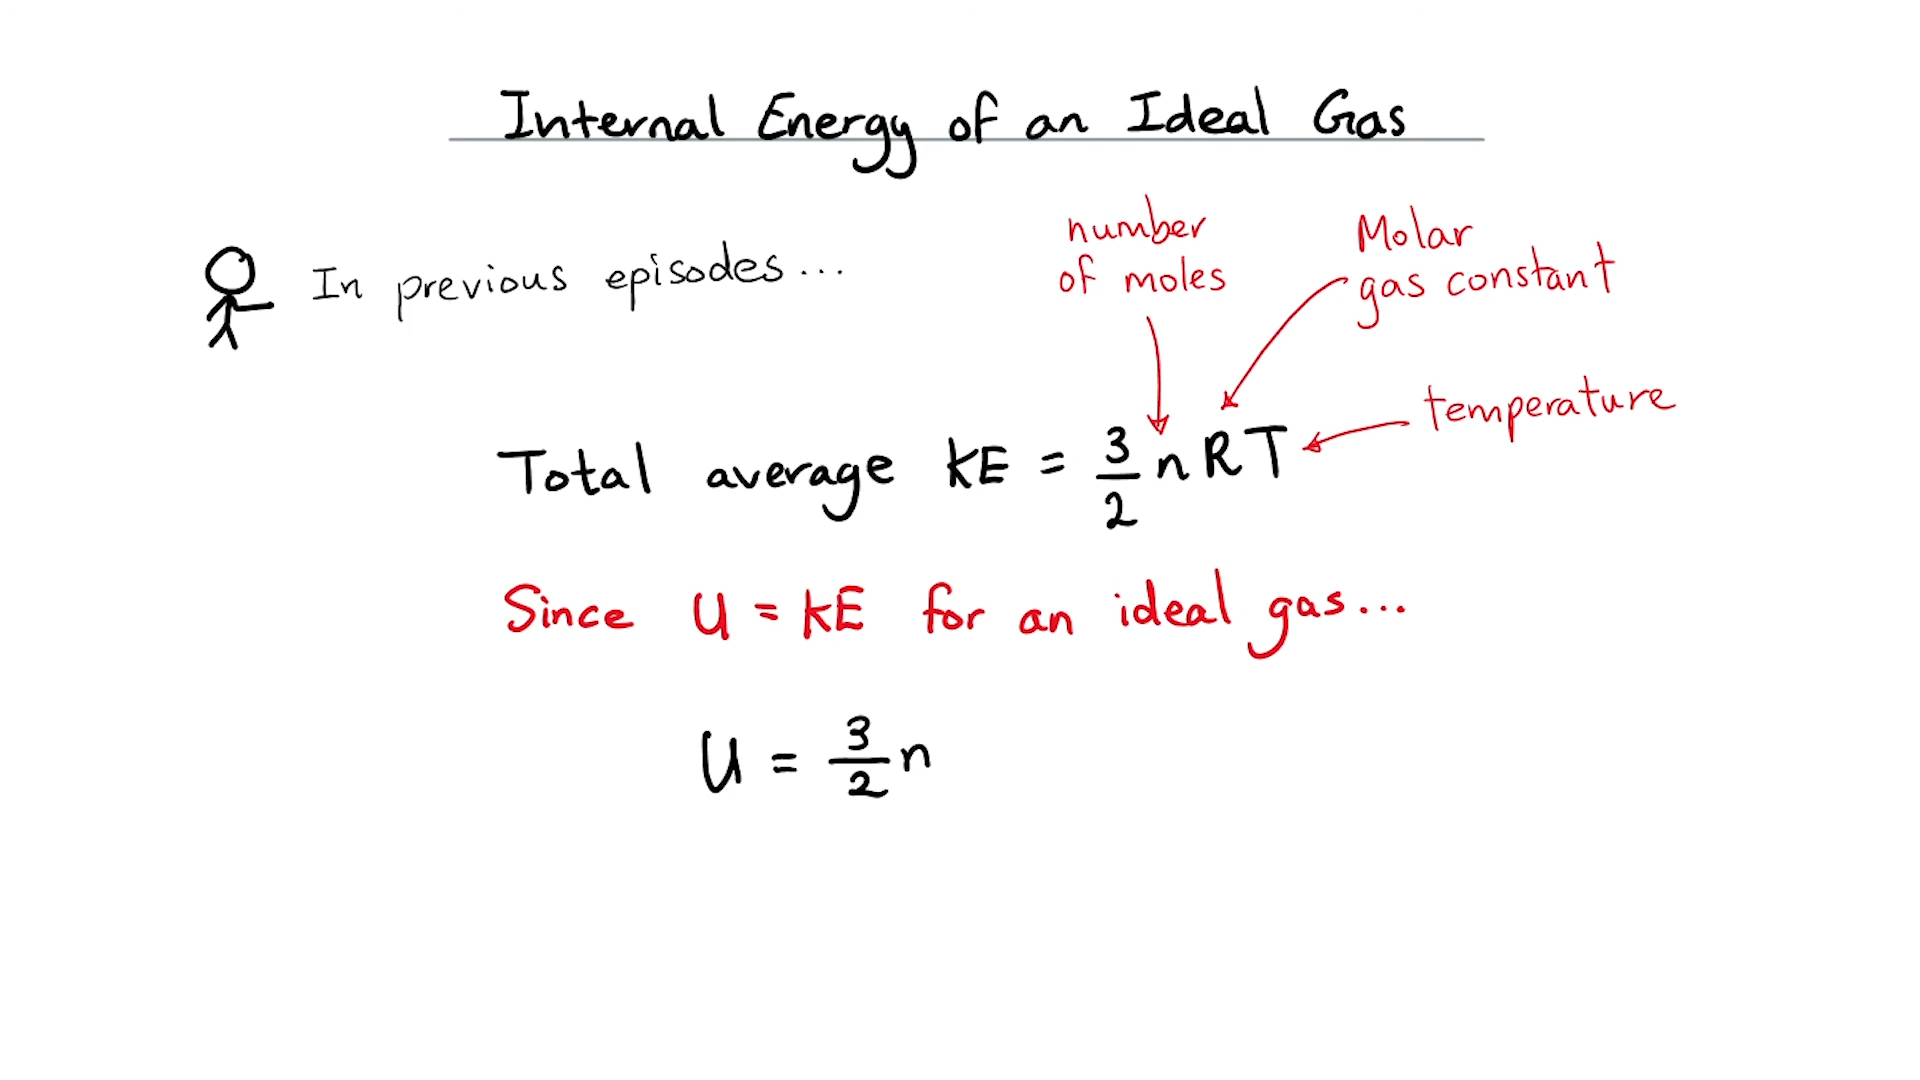 Internal Energy of an Ideal Gas
In previous episodes...
number
of moles
Molar
gas constant
temperature
Total average KE = 3/2 nRT
Since U = KE for an ideal gas...
U = 3/2 n